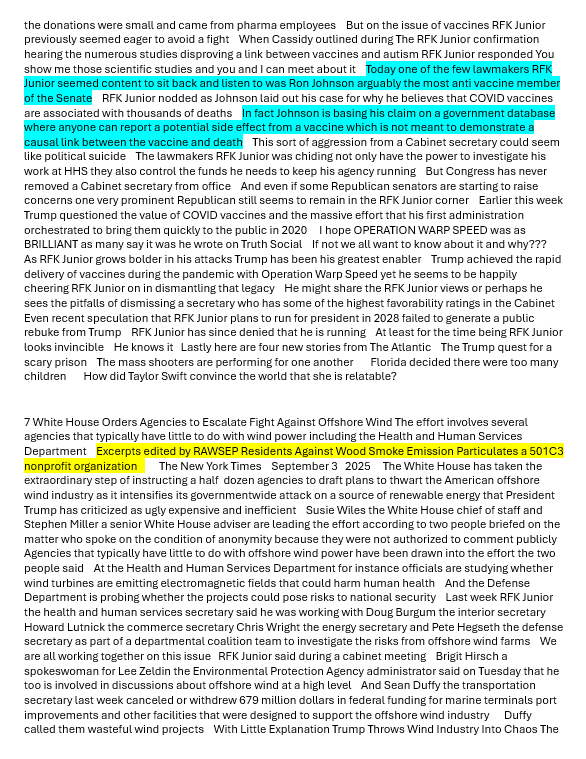 the donations were small and came from pharma employees    But on the issue of vaccines RFK Junior
previously seemed eager to avoid a fight    When Cassidy outlined during The RFK Junior confirmation
hearing the numerous studies disproving a link between vaccines and autism RFK Junior responded You
show me those scientific studies and you and I can meet about it    Today one of the few lawmakers RFK
Junior seemed content to sit back and listen to was Ron Johnson arguably the most anti vaccine member
of the Senate    RFK Junior nodded as Johnson laid out his case for why he believes that COVID vaccines
are associated with thousands of deaths    In fact Johnson is basing his claim on a government database
where anyone can report a potential side effect from a vaccine which is not meant to demonstrate a
causal link between the vaccine and death    This sort of aggression from a Cabinet secretary could seem
like political suicide    The lawmakers RFK Junior was chiding not only have the power to investigate his
work at HHS they also control the funds he needs to keep his agency running    But Congress has never
removed a Cabinet secretary from office    And even if some Republican senators are starting to raise
concerns one very prominent Republican still seems to remain in the RFK Junior corner    Earlier this week
Trump questioned the value of COVID vaccines and the massive effort that his first administration
orchestrated to bring them quickly to the public in 2020    I hope OPERATION WARP SPEED was as
BRILLIANT as many say it was he wrote on Truth Social    If not we all want to know about it and why???
As RFK Junior grows bolder in his attacks Trump has been his greatest enabler    Trump achieved the rapid
delivery of vaccines during the pandemic with Operation Warp Speed yet he seems to be happily
cheering RFK Junior on in dismantling that legacy    He might share the RFK Junior views or perhaps he
sees the pitfalls of dismissing a secretary who has some of the highest favorability ratings in the Cabinet
Even recent speculation that RFK Junior plans to run for president in 2028 failed to generate a public
rebuke from Trump    RFK Junior has since denied that he is running    At least for the time being RFK Junior
looks invincible    He knows it    Lastly here are four new stories from The Atlantic    The Trump quest for a
scary prison    The mass shooters are performing for one another    Florida decided there were too many
children    How did Taylor Swift convince the world that she is relatable?
7 White House Orders Agencies to Escalate Fight Against Offshore Wind The effort involves several
agencies that typically have little to do with wind power including the Health and Human Services
Department    Excerpts edited by RAWSEP Residents Against Wood Smoke Emission Particulates a 501C3
nonprofit organization    The New York Times    September 3  2025    The White House has taken the
extraordinary step of instructing a half  dozen agencies to draft plans to thwart the American offshore
wind industry as it intensifies its governmentwide attack on a source of renewable energy that President
Trump has criticized as ugly expensive and inefficient    Susie Wiles the White House chief of staff and
Stephen Miller a senior White House adviser are leading the effort according to two people briefed on the
matter who spoke on the condition of anonymity because they were not authorized to comment publicly
Agencies that typically have little to do with offshore wind power have been drawn into the effort the two
people said    At the Health and Human Services Department for instance officials are studying whether
wind turbines are emitting electromagnetic fields that could harm human health    And the Defense
Department is probing whether the projects could pose risks to national security    Last week RFK Junior
the health and human services secretary said he was working with Doug Burgum the interior secretary
Howard Lutnick the commerce secretary Chris Wright the energy secretary and Pete Hegseth the defense
secretary as part of a departmental coalition team to investigate the risks from offshore wind farms    We
are all working together on this issue   RFK Junior said during a cabinet meeting    Brigit Hirsch a
spokeswoman for Lee Zeldin the Environmental Protection Agency administrator said on Tuesday that he
too is involved in discussions about offshore wind at a high level    And Sean Duffy the transportation
secretary last week canceled or withdrew 679 million dollars in federal funding for marine terminals port
improvements and other facilities that were designed to support the offshore wind industry    Duffy
called them wasteful wind projects    With Little Explanation Trump Throws Wind Industry Into Chaos The